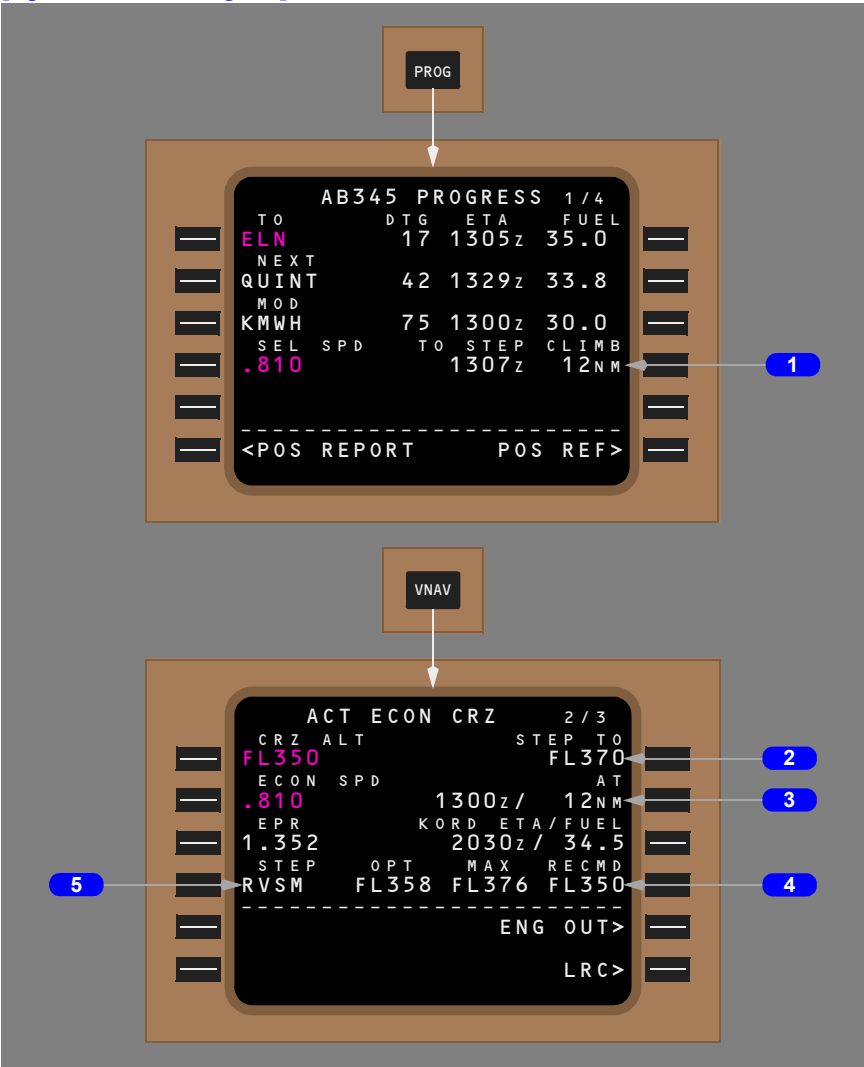 PROG
AB345 PROGRESS 1/4
TO DTG ETA FUEL
ELN 17 1305z 35.0
NEXT
QUINT 42 1329z 33.8
MOD
KMWH 75 1300z 30.0
SEL SPD TO STEP CLIMB
.810 1307z 12NM
1
------------------------
<POS REPORT POS REF>
VNAV
ACT ECON CRZ 2/3
CRZ ALT STEP TO
FL350 FL370
2
ECON SPD AT
.810 1300z/ 12NM
3
EPR KORD ETA/FUEL
1.352 2030z/ 34.5
STEP OPT MAX RECMD
5
RVSM FL358 FL376 FL350
4
------------------------
ENG OUT>
LRC>